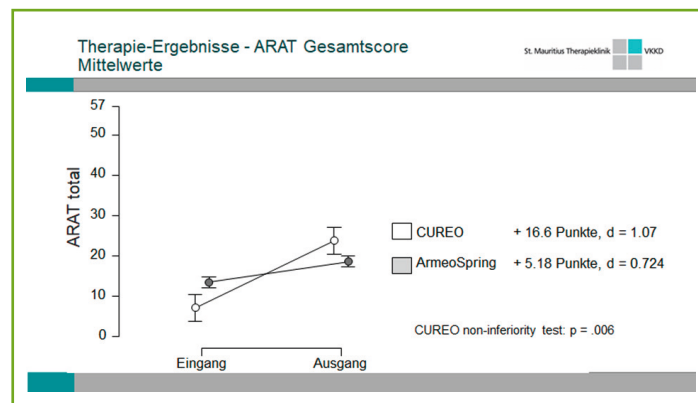 Therapie-Ergebnisse - ARAT Gesamtscore
Mittelwerte
St. Mauritius Therapieklinik VKKD
57
50
40
30
20
10
0
ARAT total
CUREO + 16.6 Punkte, d = 1.07
ArmeoSpring + 5.18 Punkte, d = 0.724
CUREO non-inferiority test: p = .006
Eingang Ausgang